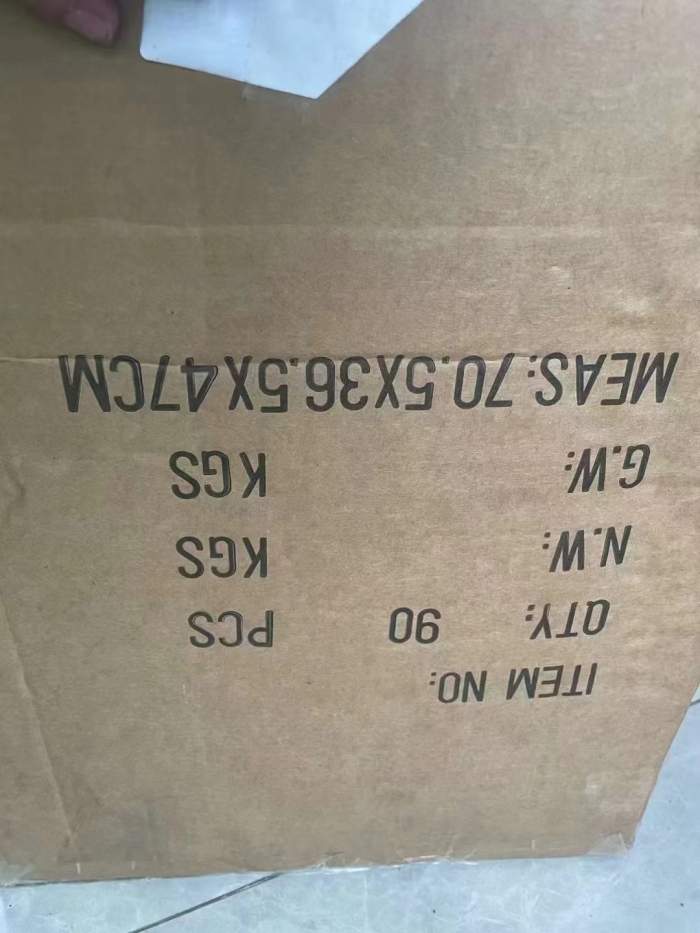 ITEM NO:
QTY: 90 PCS
N.W: KGS
G.W: KGS
MEAS:70.5X36.5X47CM